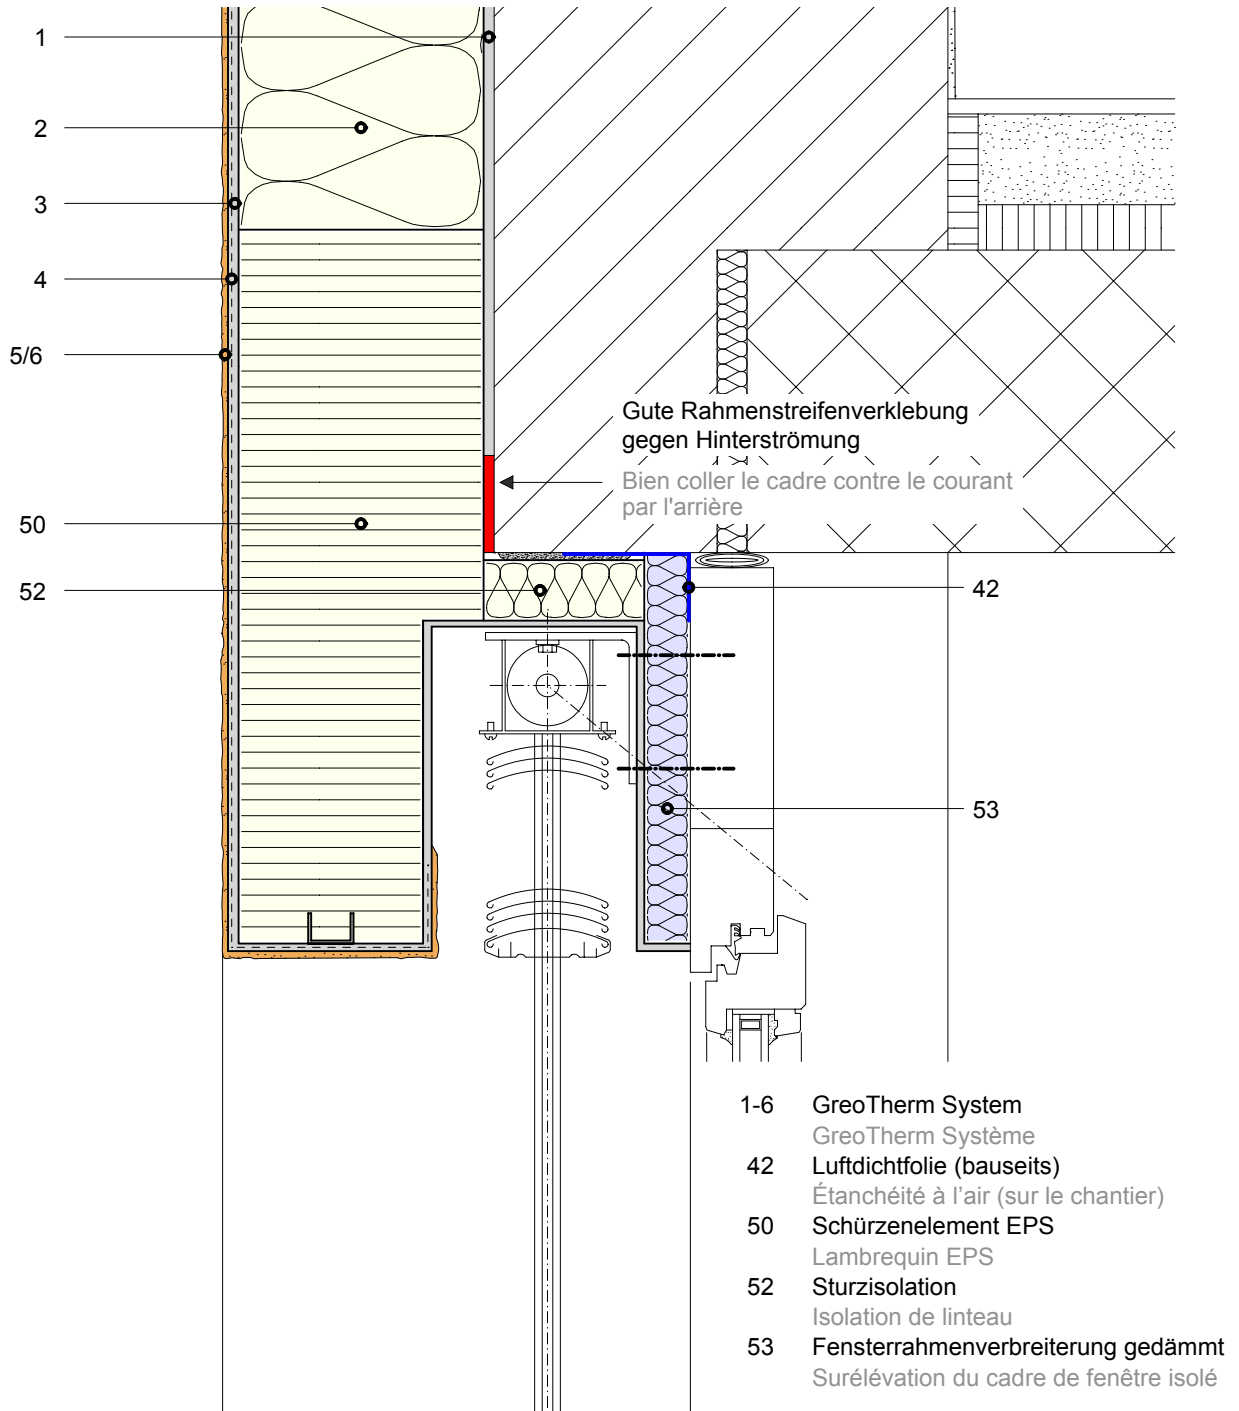 1
2
3
4
5/6
Gute Rahmenstreifenverklebung
gegen Hinterströmung
Bien coller le cadre contre le courant
par l'arrière
50
52
42
53
1-6 GreoTherm System
GreoTherm Système
42 Luftdichtfolie (bauseits)
Étanchéité à l’air (sur le chantier)
50 Schürzenelement EPS
Lambrequin EPS
52 Sturzisolation
Isolation de linteau
53 Fensterrahmenverbreiterung gedämmt
Surélévation du cadre de fenêtre isolé